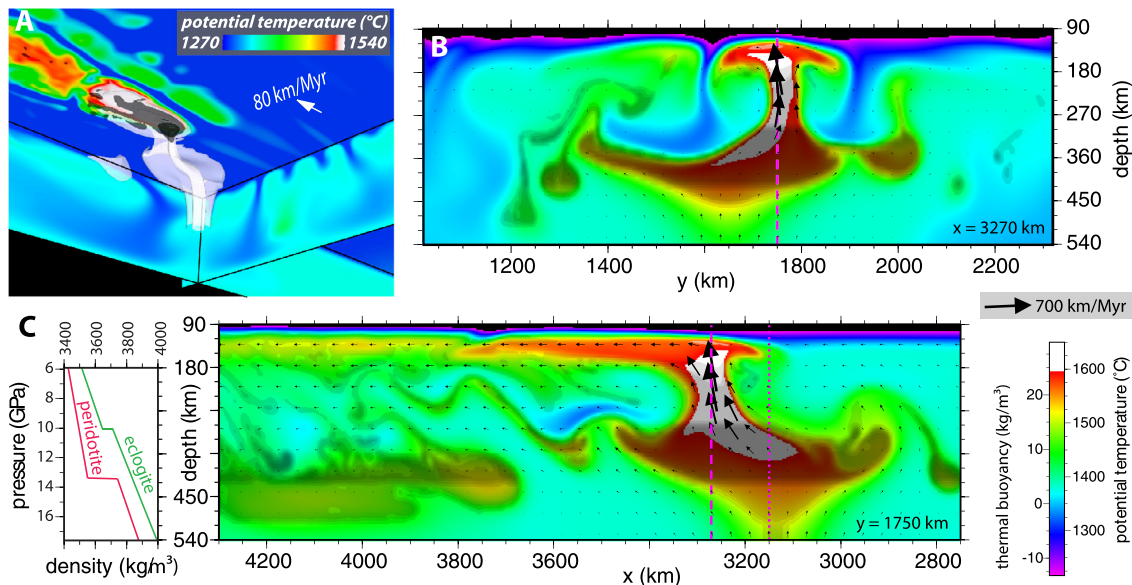 A
potential temperature (°C)
1270
1540
80 km/Myr
B
90
180
270
360
450
540
depth (km)
x = 3270 km
1200
1400
1600
1800
2000
2200
y (km)
700 km/Myr
C
3400
3600
3800
4000
6
8
10
12
14
16
pressure (GPa)
peridotite
eclogite
density (kg/m³)
90
180
depth (km)
450
540
y = 1750 km
4200
4000
3800
3600
3400
3200
3000
2800
x (km)
thermal buoyancy (kg/m³)
20
10
0
-10
1600
1500
1400
1300
potential temperature (°C)